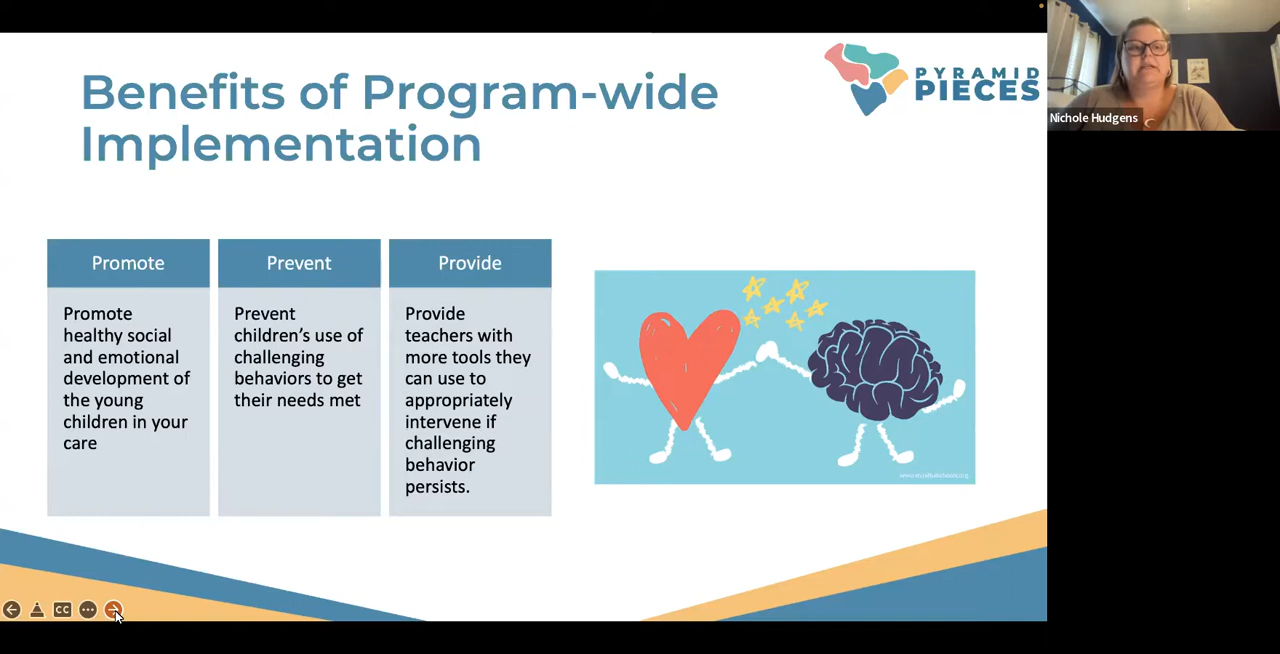 Benefits of Program-wide
Implementation
PYRAMID
PIECES
Nichole Hudgens
Promote
Promote
healthy social
and emotional
development of
the young
children in your
care
Prevent
Prevent
children’s use of
challenging
behaviors to get
their needs met
Provide
Provide
teachers with
more tools they
can use to
appropriately
intervene if
challenging
behavior
persists.
CC